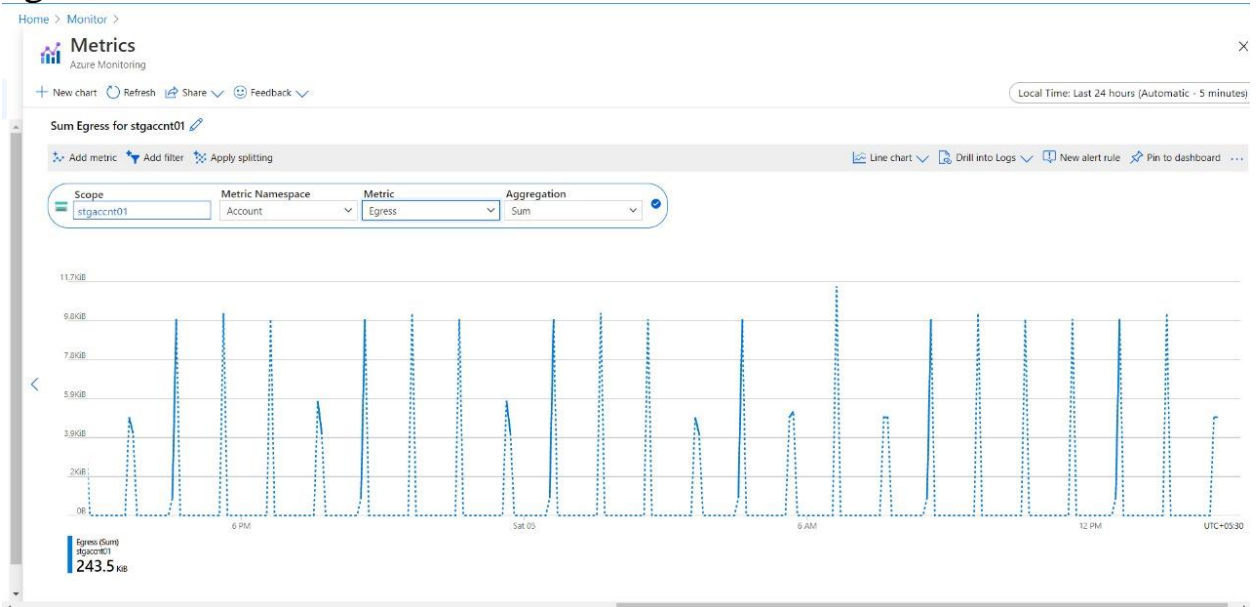 Home > Monitor >
Metrics
Azure Monitoring
New chart Refresh Share Feedback
Local Time: Last 24 hours (Automatic - 5 minutes)
Sum Egress for stgaccnt01
Add metric Add filter Apply splitting Line chart Drill into Logs New alert rule Pin to dashboard ...
Scope Metric Namespace Metric Aggregation
stgaccnt01 Account Egress Sum
11.7KiB
9.8KiB
7.8KiB
5.9KiB
3.9KiB
2KiB
0B
6 PM Sat 05 6 AM 12 PM UTC+05:30
Egress (Sum)
stgaccnt01
243.5 KiB